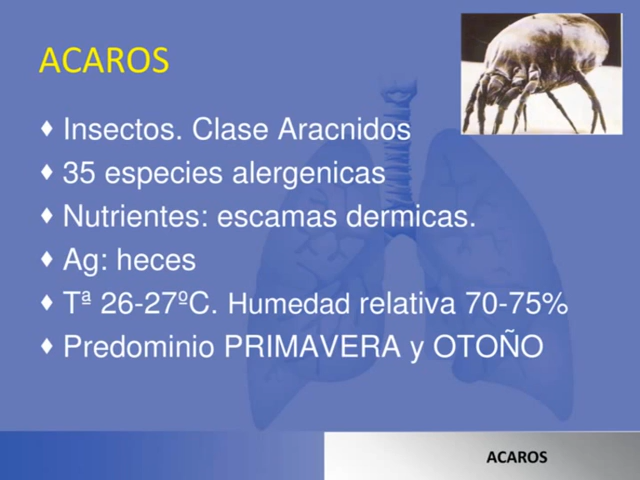 ACAROS
♦ Insectos. Clase Aracnidos
♦ 35 especies alergenicas
♦ Nutrientes: escamas dermicas.
♦ Ag: heces
♦ Tª 26-27ºC. Humedad relativa 70-75%
♦ Predominio PRIMAVERA y OTOÑO
ACAROS